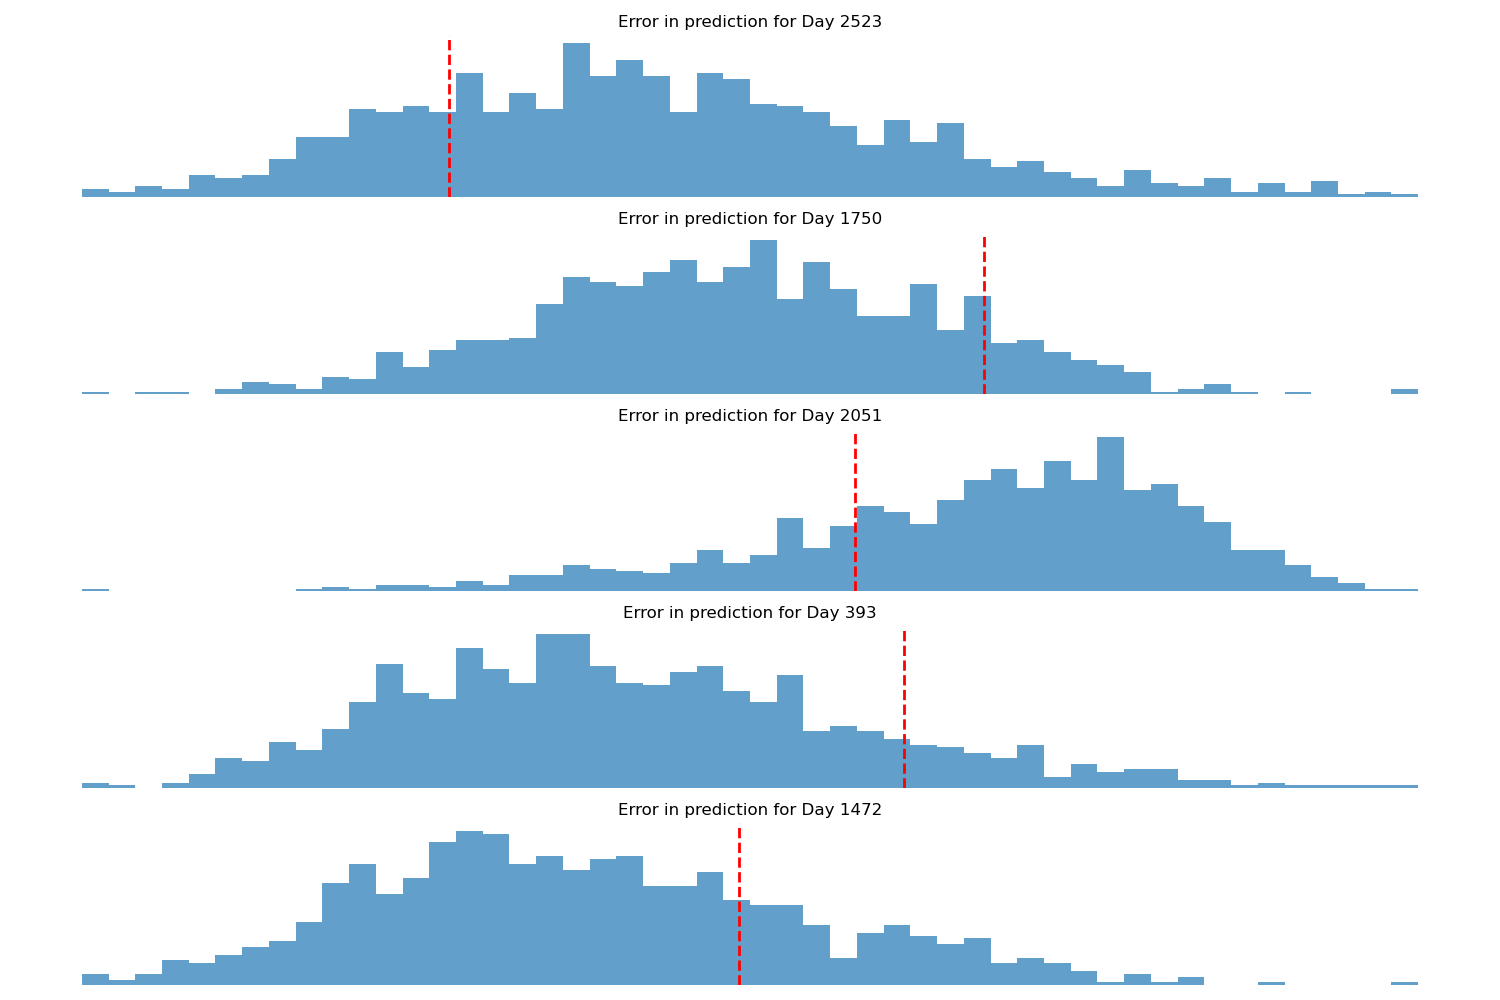 Error in prediction for Day 2523
Error in prediction for Day 1750
Error in prediction for Day 2051
Error in prediction for Day 393
Error in prediction for Day 1472